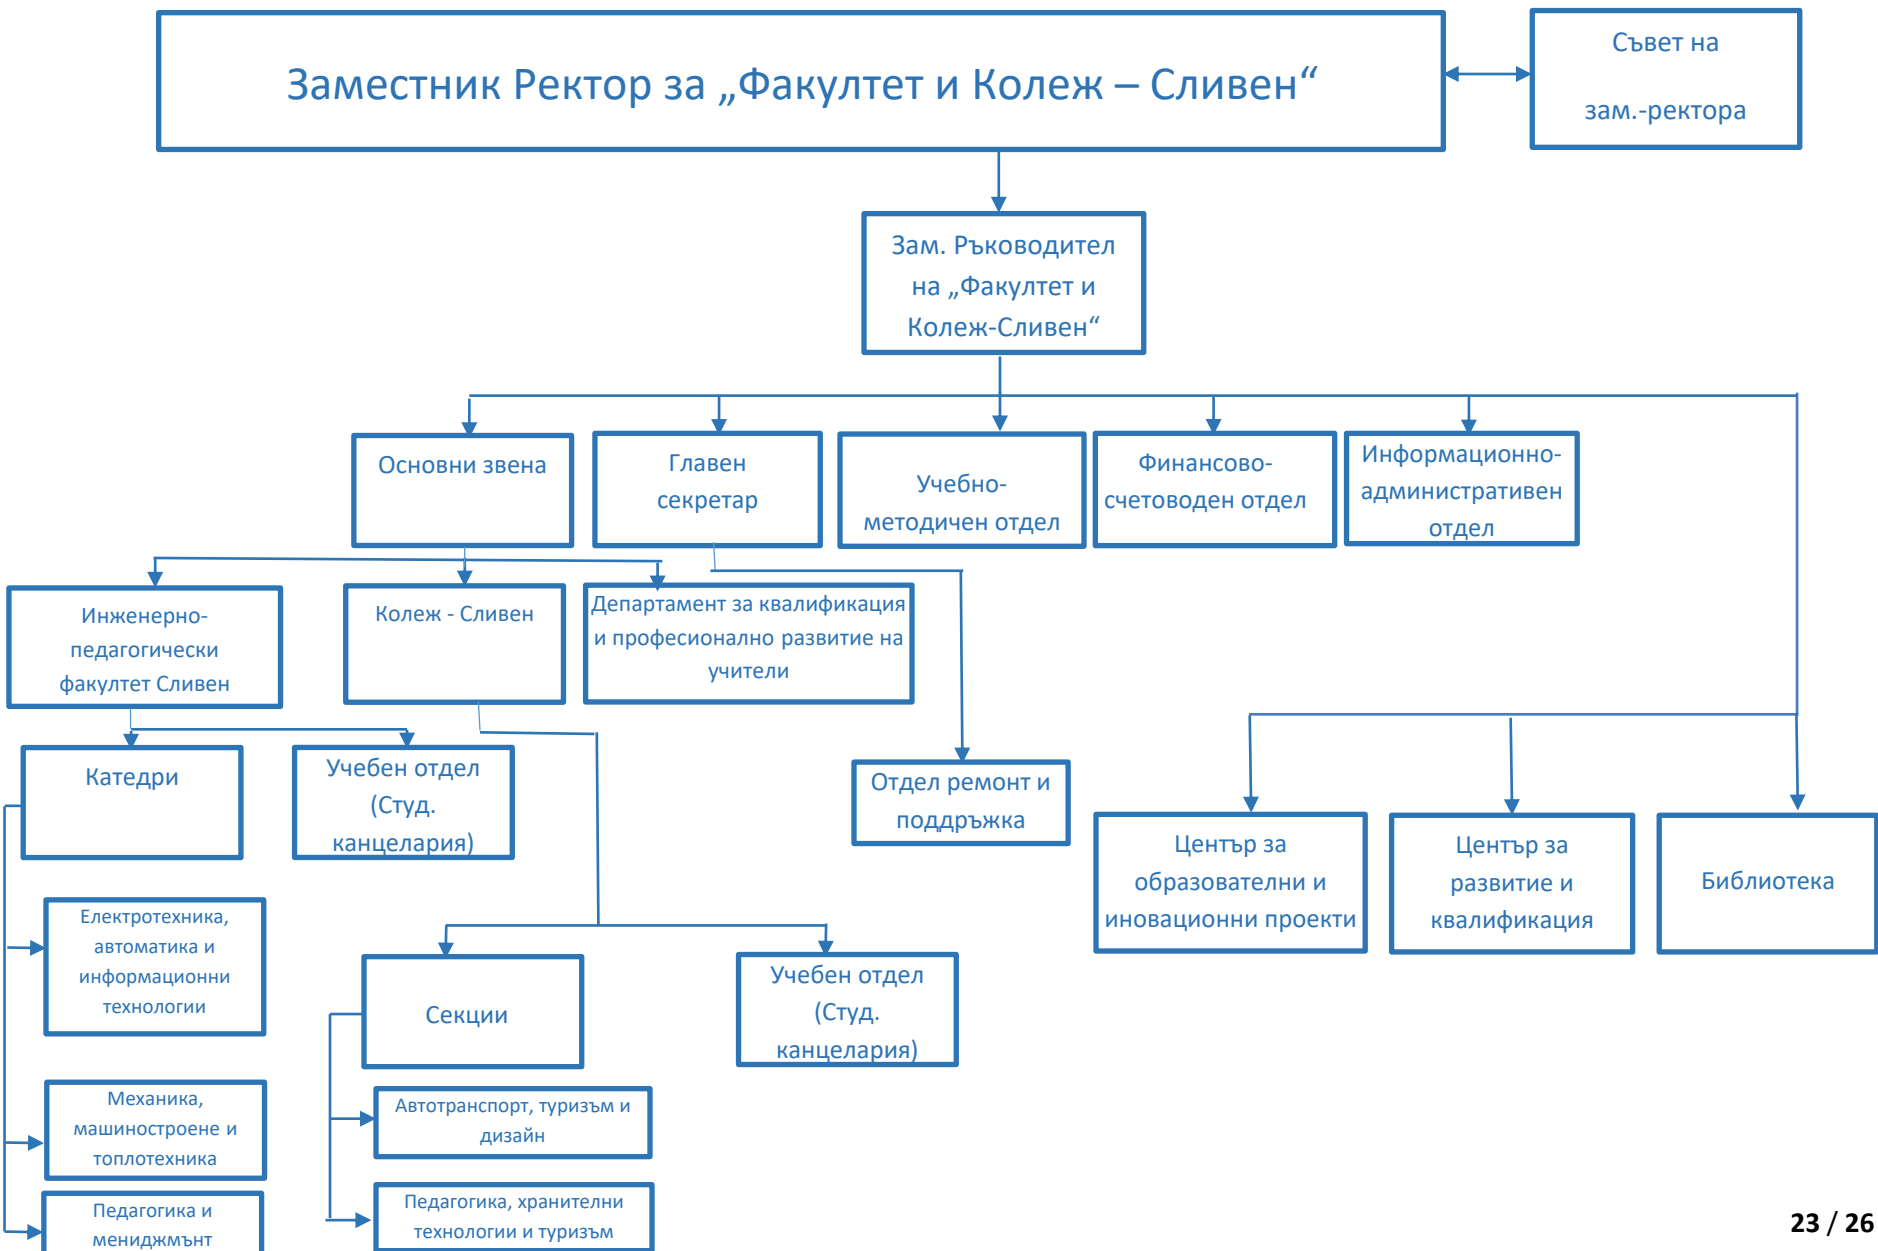 Заместник Ректор за „Факултет и Колеж – Сливен“
Съвет на
зам.-ректора
Зам. Ръководител
на „Факултет и
Колеж-Сливен“
Основни звена
Главен
секретар
Учебно-
методичен отдел
Финансово-
счетоводен отдел
Информационно-
административен
отдел
Инженерно-
педагогически
факултет Сливен
Колеж - Сливен
Департамент за квалификация
и професионално развитие на
учители
Катедри
Учебен отдел
(Студ.
канцелария)
Отдел ремонт и
поддръжка
Център за
образователни и
иновационни проекти
Център за
развитие и
квалификация
Библиотека
Електротехника,
автоматика и
информационни
технологии
Секции
Учебен отдел
(Студ.
канцелария)
Механика,
машиностроене и
топлотехника
Автотранспорт, туризъм и
дизайн
Педагогика и
мениджмънт
Педагогика, хранителни
технологии и туризъм
23 / 26